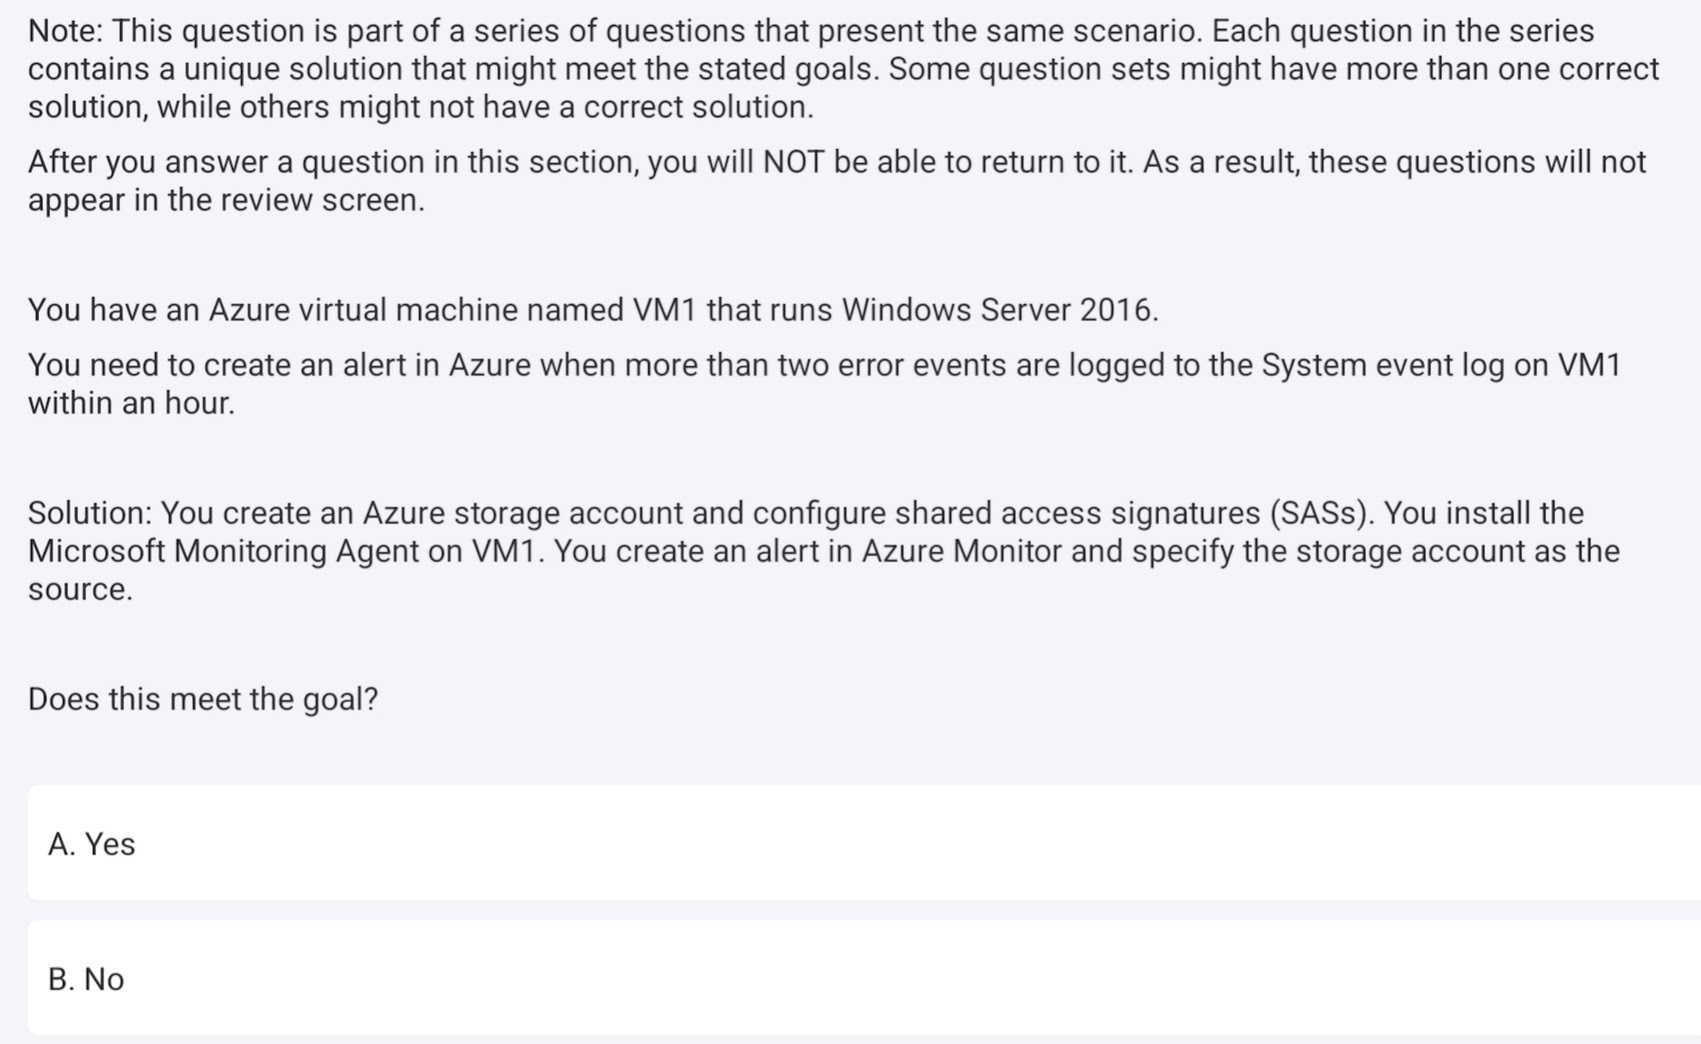 Note: This question is part of a series of questions that present the same scenario. Each question in the series
contains a unique solution that might meet the stated goals. Some question sets might have more than one correct
solution, while others might not have a correct solution.
After you answer a question in this section, you will NOT be able to return to it. As a result, these questions will not
appear in the review screen.
You have an Azure virtual machine named VM1 that runs Windows Server 2016.
You need to create an alert in Azure when more than two error events are logged to the System event log on VM1
within an hour.
Solution: You create an Azure storage account and configure shared access signatures (SASs). You install the
Microsoft Monitoring Agent on VM1. You create an alert in Azure Monitor and specify the storage account as the
source.
Does this meet the goal?
A. Yes
B. No